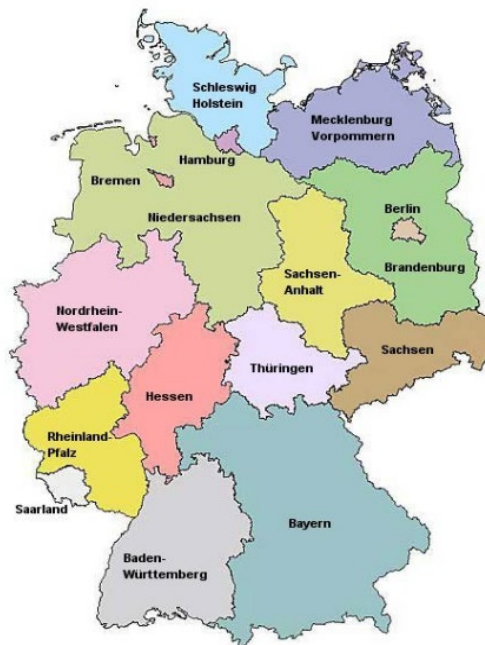 Schleswig
Holstein
Mecklenburg
Vorpommern
Hamburg
Bremen
Niedersachsen
Berlin
Brandenburg
Sachsen-
Anhalt
Nordrhein-
Westfalen
Sachsen
Thüringen
Hessen
Rheinland-
Pfalz
Saarland
Bayern
Baden-
Württemberg